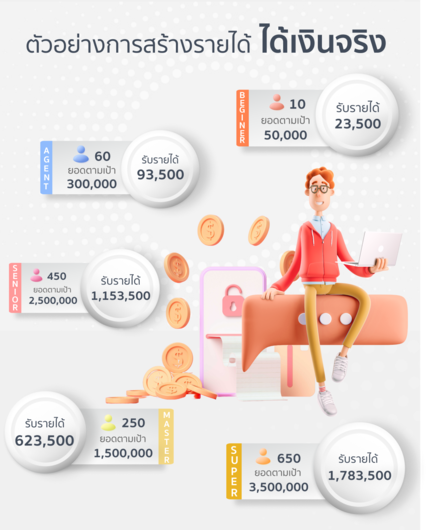 ตัวอย่างการสร้างรายได้ ได้เงินจริง
BEGINER
10
ยอดตามเป้า
50,000
รับรายได้
23,500
AGENT
60
ยอดตามเป้า
300,000
รับรายได้
93,500
SENIOR
450
ยอดตามเป้า
2,500,000
รับรายได้
1,153,500
รับรายได้
623,500
250
ยอดตามเป้า
1,500,000
MASTER
SUPER
650
ยอดตามเป้า
3,500,000
รับรายได้
1,783,500